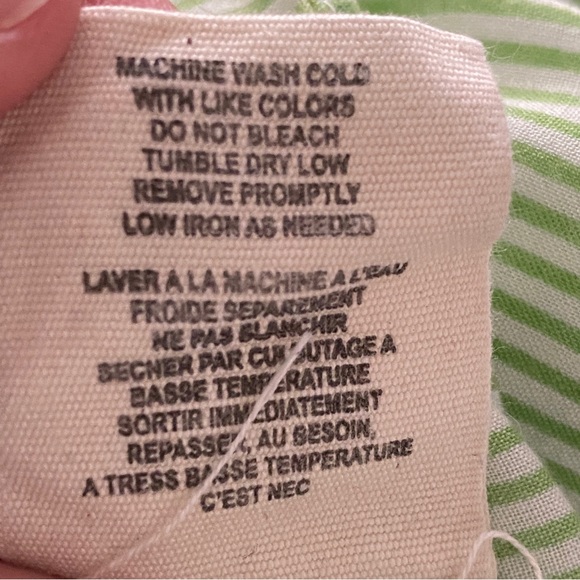 MACHINE WASH COLD
WITH LIKE COLORS
DO NOT BLEACH
TUMBLE DRY LOW
REMOVE PROMPTLY
LOW IRON AS NEEDED
LAVER A LA MACHINE A L'EAU
FROIDE SEPAREMENT
NE PAS BLANCHIR
SECHER PAR CULBUTAGE A
BASSE TEMPERATURE
SORTIR IMMEDIATEMENT
REPASSER, AU BESOIN,
A TRESS BASSE TEMPERATURE
C'EST NEC